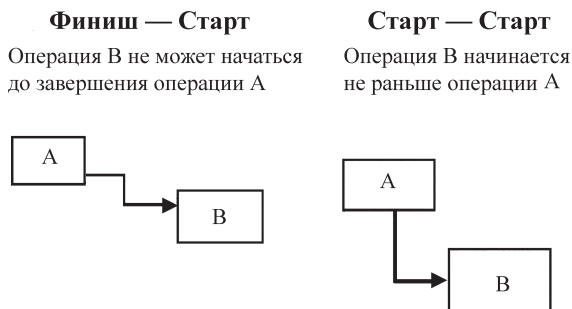 Финиш — Старт
Операция В не может начаться
до завершения операции А
А
В
Старт — Старт
Операция В начинается
не раньше операции А
А
В